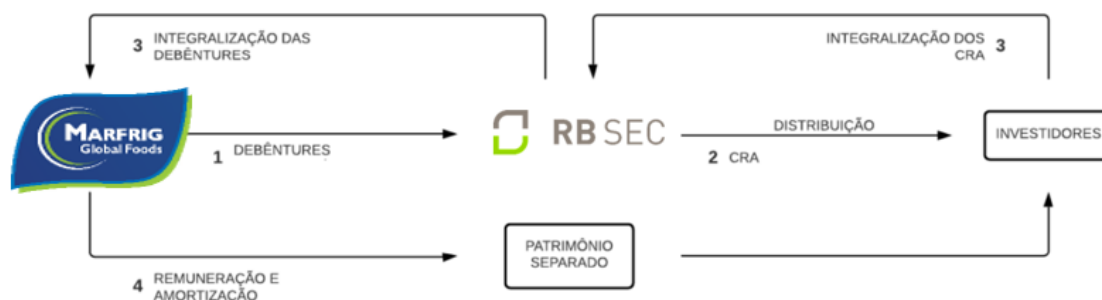 3 INTEGRALIZAÇÃO DAS
DEBÊNTURES
INTEGRALIZAÇÃO DOS 3
CRA
MARFRIG
Global Foods
1 DEBÊNTURES
RB SEC
DISTRIBUIÇÃO
2 CRA
INVESTIDORES
PATRIMÔNIO
SEPARADO
4 REMUNERAÇÃO E
AMORTIZAÇÃO